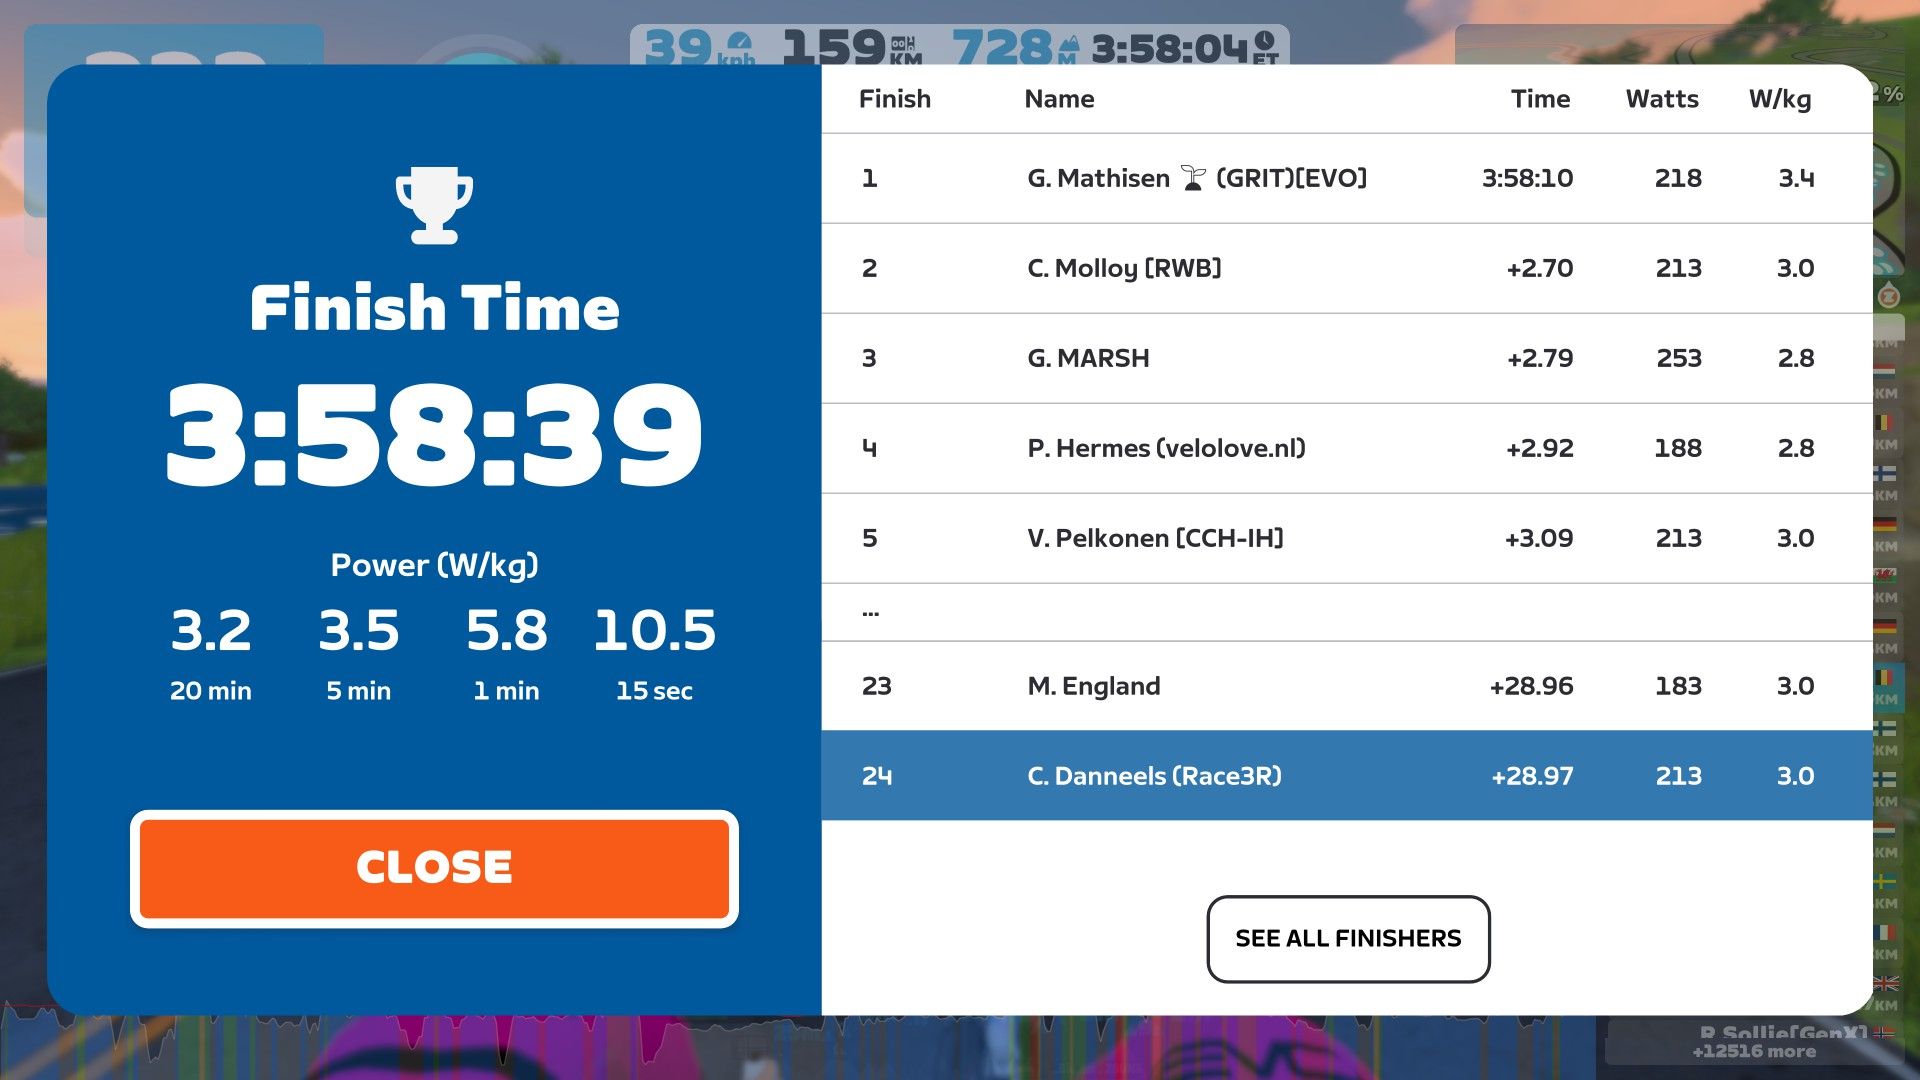 39 kph 159 KM 728 M 3:58:04 ET
Finish Time
3:58:39
Power (W/kg)
3.2 3.5 5.8 10.5
20 min 5 min 1 min 15 sec
CLOSE
Finish Name Time Watts W/kg
1 G. Mathisen (GRIT)[EVO] 3:58:10 218 3.4
2 C. Molloy [RWB] +2.70 213 3.0
3 G. MARSH +2.79 253 2.8
4 P. Hermes (velolove.nl) +2.92 188 2.8
5 V. Pelkonen [CCH-IH] +3.09 213 3.0
...
23 M. England +28.96 183 3.0
24 C. Danneels (Race3R) +28.97 213 3.0
SEE ALL FINISHERS
R.Sollie[GenX]
+12516 more